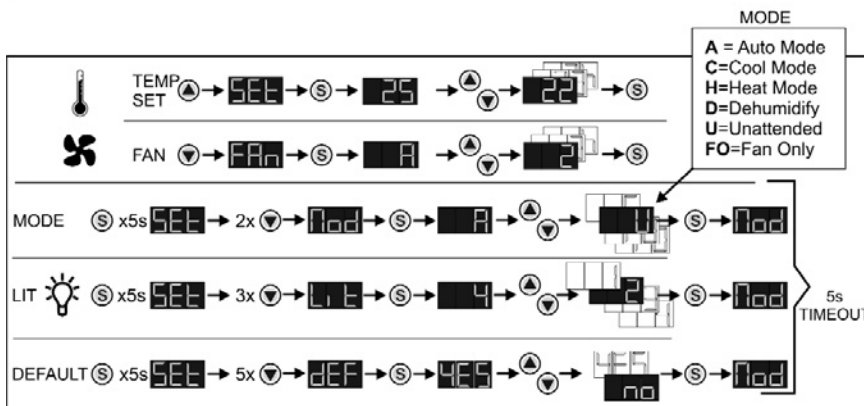 MODE
A = Auto Mode
C=Cool Mode
H=Heat Mode
D=Dehumidify
U=Unattended
FO=Fan Only
TEMP SET SEt S 25 22 S
FAN FAn S A 2 S
MODE S x5s SEt 2x Mod S A U S Mod
LIT S x5s SEt 3x Lit S 4 2 S Mod
5s TIMEOUT
DEFAULT S x5s SEt 5x dEF S YES YES no S Mod